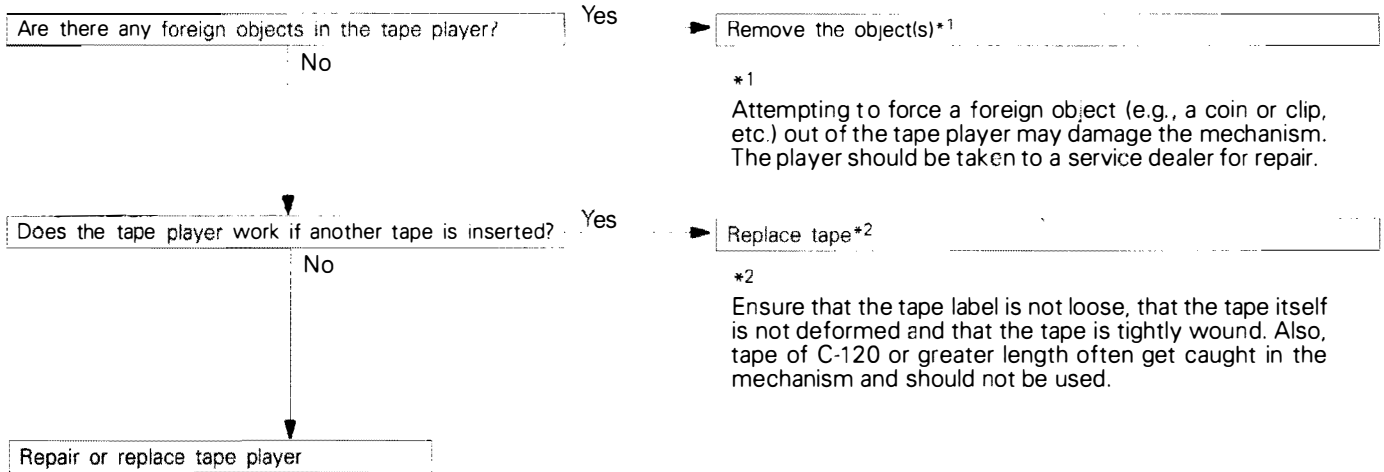 Are there any foreign objects in the tape player?
Yes
Remove the object(s)*1
No
*1
Attempting to force a foreign object (e.g., a coin or clip,
etc.) out of the tape player may damage the mechanism.
The player should be taken to a service dealer for repair.
Does the tape player work if another tape is inserted?
Yes
Replace tape*2
No
*2
Ensure that the tape label is not loose, that the tape itself
is not deformed and that the tape is tightly wound. Also,
tape of C-120 or greater length often get caught in the
mechanism and should not be used.
Repair or replace tape player